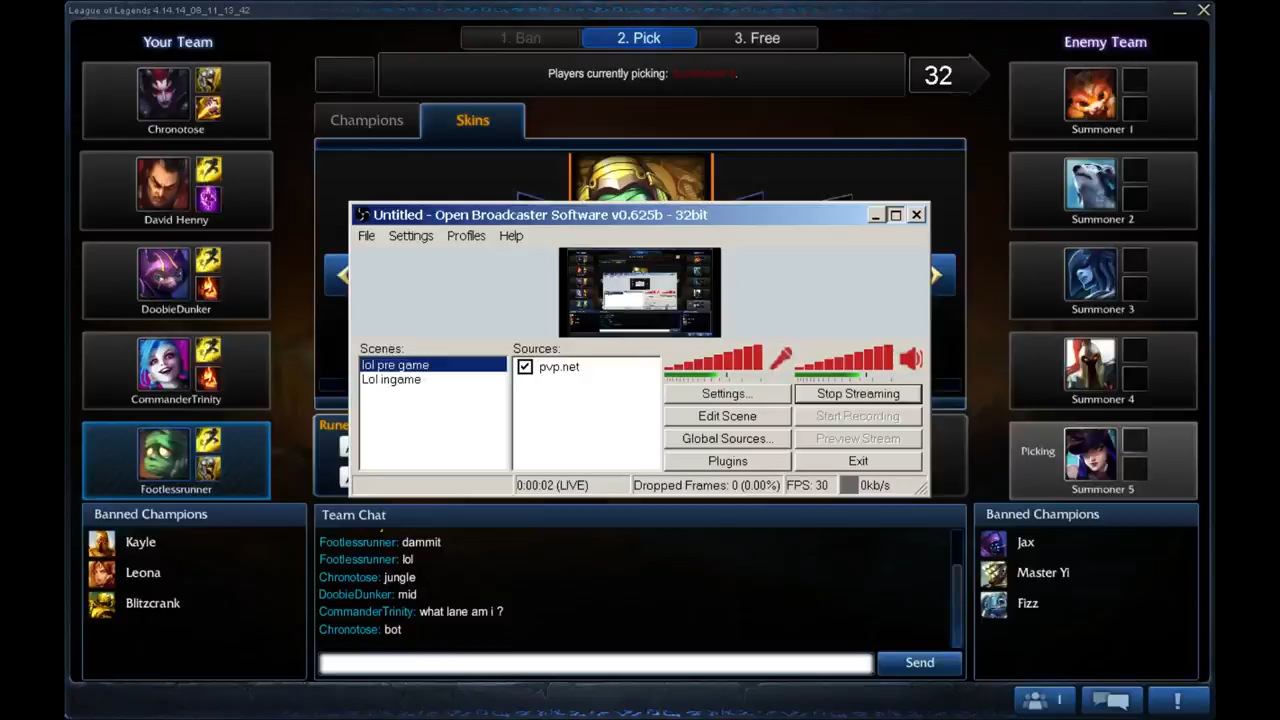 League of Legends 4.14.14_08_11_13_42
Your Team
1. Ban
2. Pick
3. Free
Enemy Team
Players currently picking:
32
Champions
Skins
Chronotose
David Henny
DoobieDunker
CommanderTrinity
Footlessrunner
Summoner 1
Summoner 2
Summoner 3
Summoner 4
Picking
Summoner 5
Rune
Untitled - Open Broadcaster Software v0.625b - 32bit
File Settings Profiles Help
Scenes:
lol pre game
Lol ingame
Sources:
pvp.net
Settings...
Stop Streaming
Edit Scene
Start Recording
Global Sources...
Preview Stream
Plugins
Exit
0:00:02 (LIVE)
Dropped Frames: 0 (0.00%)
FPS: 30
0kb/s
Banned Champions
Kayle
Leona
Blitzcrank
Team Chat
Footlessrunner: dammit
Footlessrunner: lol
Chronotose: jungle
DoobieDunker: mid
CommanderTrinity: what lane am i ?
Chronotose: bot
Send
Banned Champions
Jax
Master Yi
Fizz
1